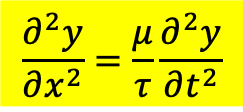 ∂²y/∂x² = μ/τ ∂²y/∂t²